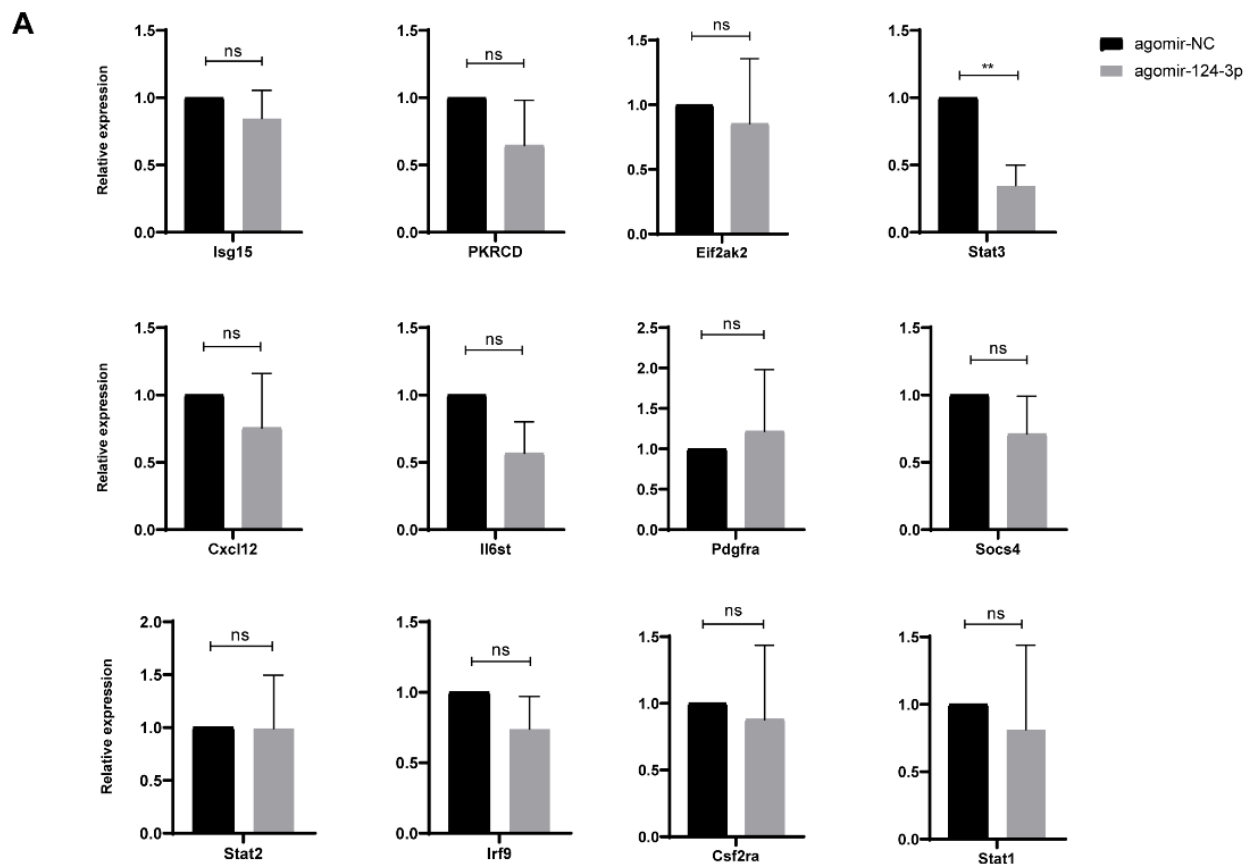 A
agomir-NC
agomir-124-3p
Relative expression
1.5
1.0
0.5
0.0
ns
Isg15
1.5
1.0
0.5
0.0
ns
PKRCD
1.5
1.0
0.5
0.0
ns
Eif2ak2
1.5
1.0
0.5
0.0
**
Stat3
Relative expression
1.5
1.0
0.5
0.0
ns
Cxcl12
1.5
1.0
0.5
0.0
ns
Il6st
2.5
2.0
1.5
1.0
0.5
0.0
ns
Pdgfra
1.5
1.0
0.5
0.0
ns
Socs4
Relative expression
2.0
1.5
1.0
0.5
0.0
ns
Stat2
1.5
1.0
0.5
0.0
ns
Irf9
1.5
1.0
0.5
0.0
ns
Csf2ra
1.5
1.0
0.5
0.0
ns
Stat1